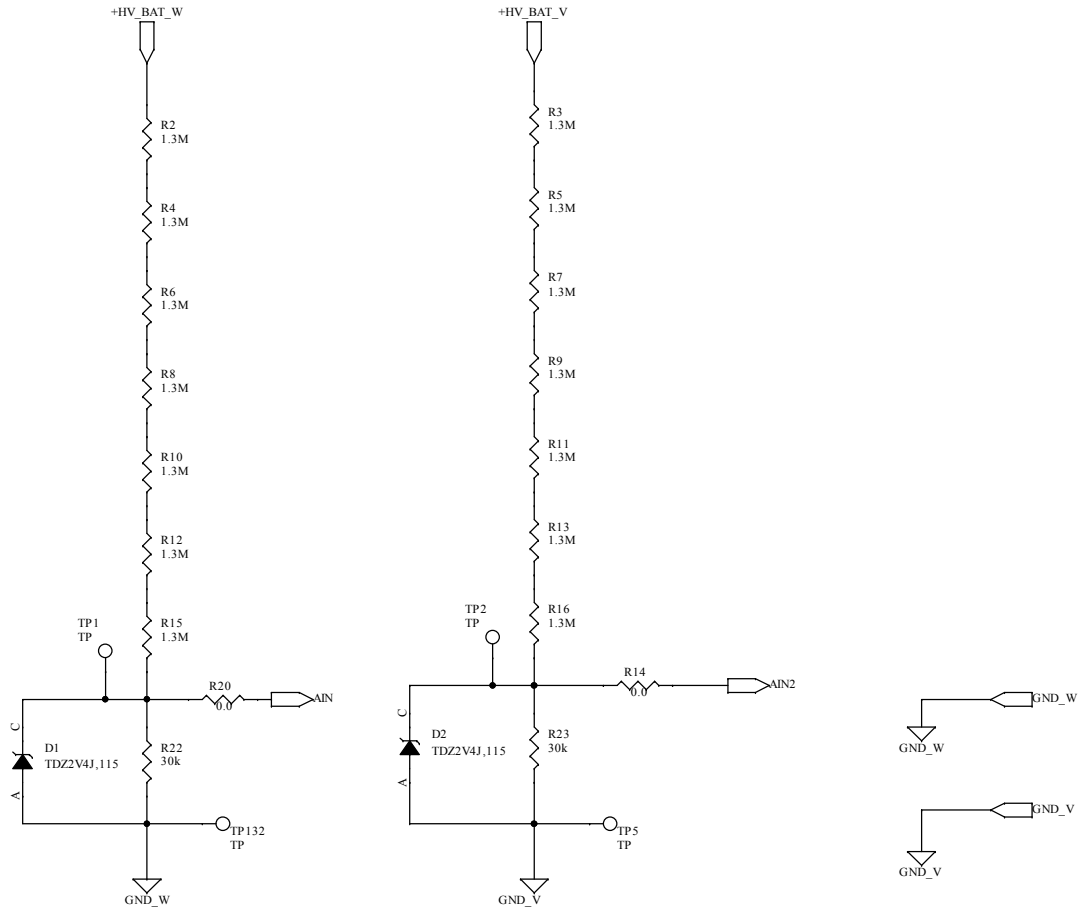 +HV_BAT_W
+HV_BAT_V
R2
1.3M
R4
1.3M
R6
1.3M
R8
1.3M
R10
1.3M
R12
1.3M
R15
1.3M
TP1
TP
R20
0.0
AIN
C
D1
TDZ2V4J,115
A
R22
30k
TP132
TP
GND_W
R3
1.3M
R5
1.3M
R7
1.3M
R9
1.3M
R11
1.3M
R13
1.3M
R16
1.3M
TP2
TP
R14
0.0
AIN2
C
D2
TDZ2V4J,115
A
R23
30k
TP5
TP
GND_V
GND_W
GND_W
GND_V
GND_V